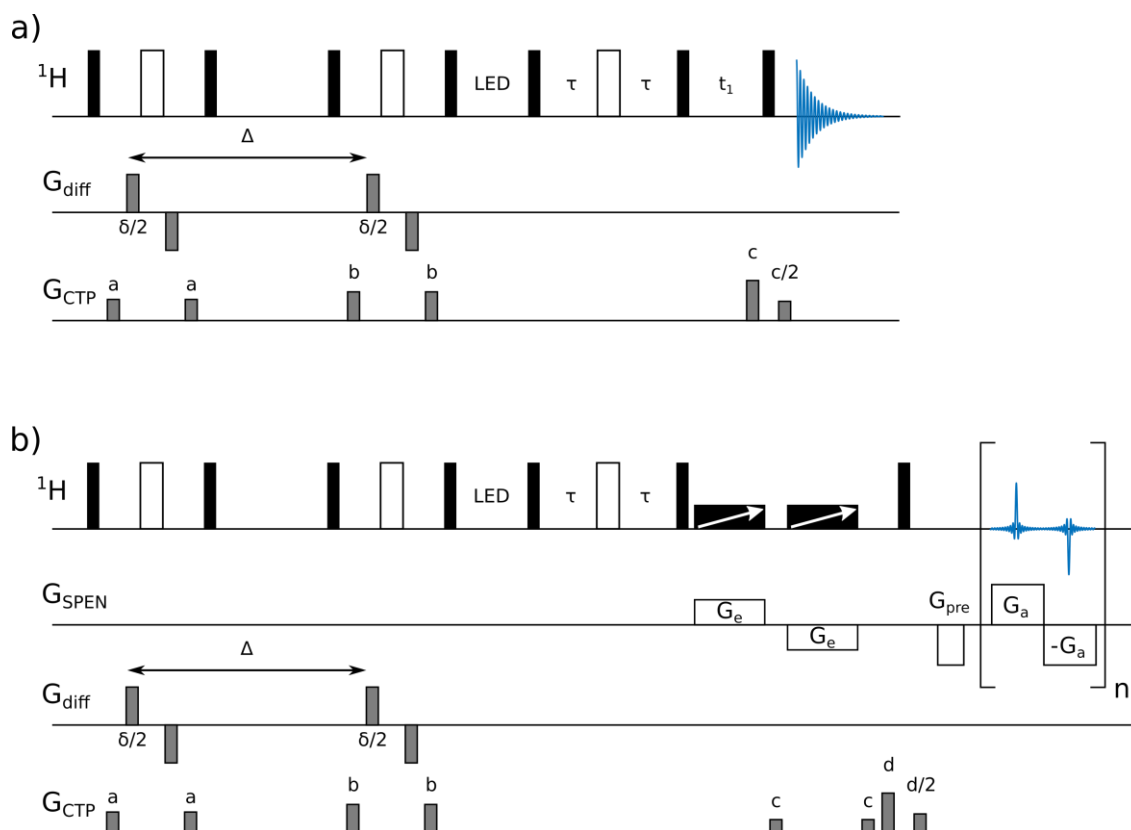 a)
¹H LED τ τ t₁
Δ
G_diff
δ/2 δ/2
G_CTP a a b b c c/2
b)
¹H LED τ τ
G_SPEN G_e G_e G_pre G_a -G_a
n
Δ
G_diff
δ/2 δ/2
G_CTP a a b b c c d d/2